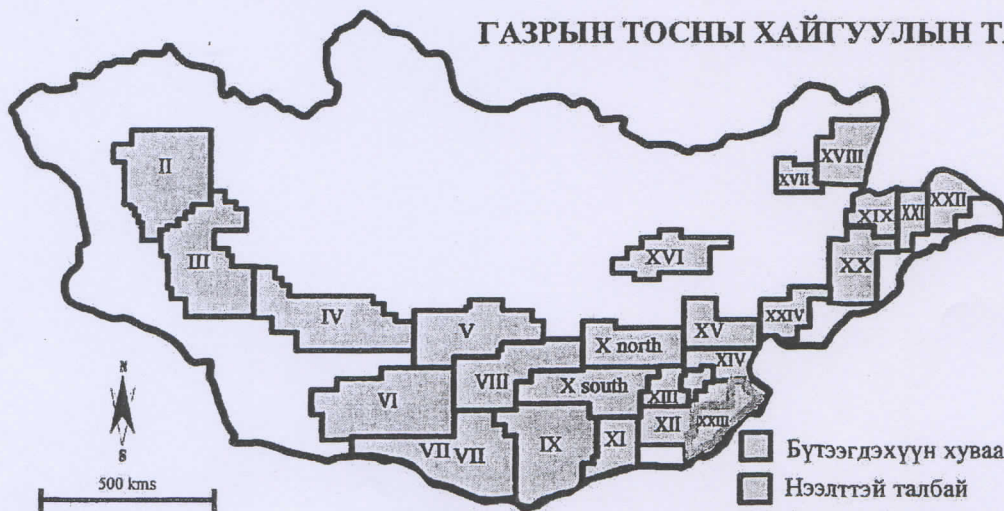 ГАЗРЫН ТОСНЫ ХАЙГУУЛЫН
II
XVIII
XVII
XXII
XIX XXI
III
XVI
XX
IV
XXIV
V
XV
X north
XIV
VIII
X south
VI
XIII
XXIII
XII
IX
XI
VII VII
N
S
500 kms
Бүтээгдэхүүн
Нээлттэй талбай